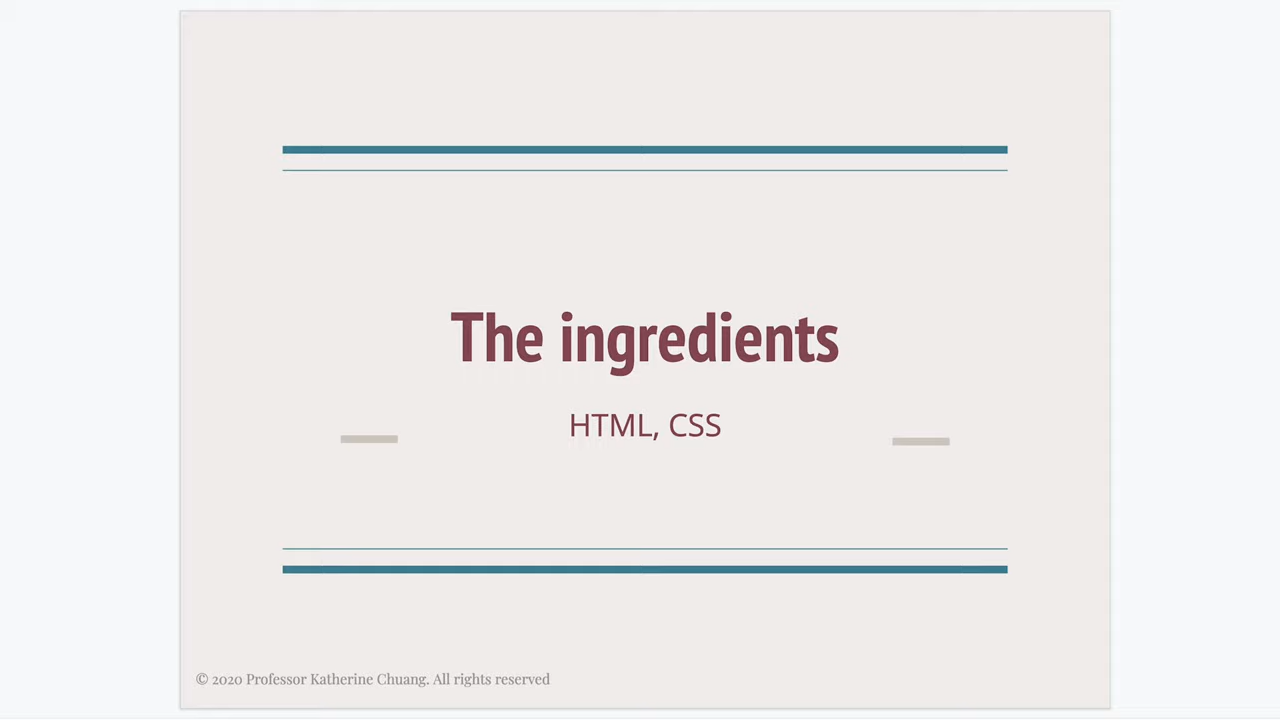 The ingredients
HTML, CSS
© 2020 Professor Katherine Chuang. All rights reserved